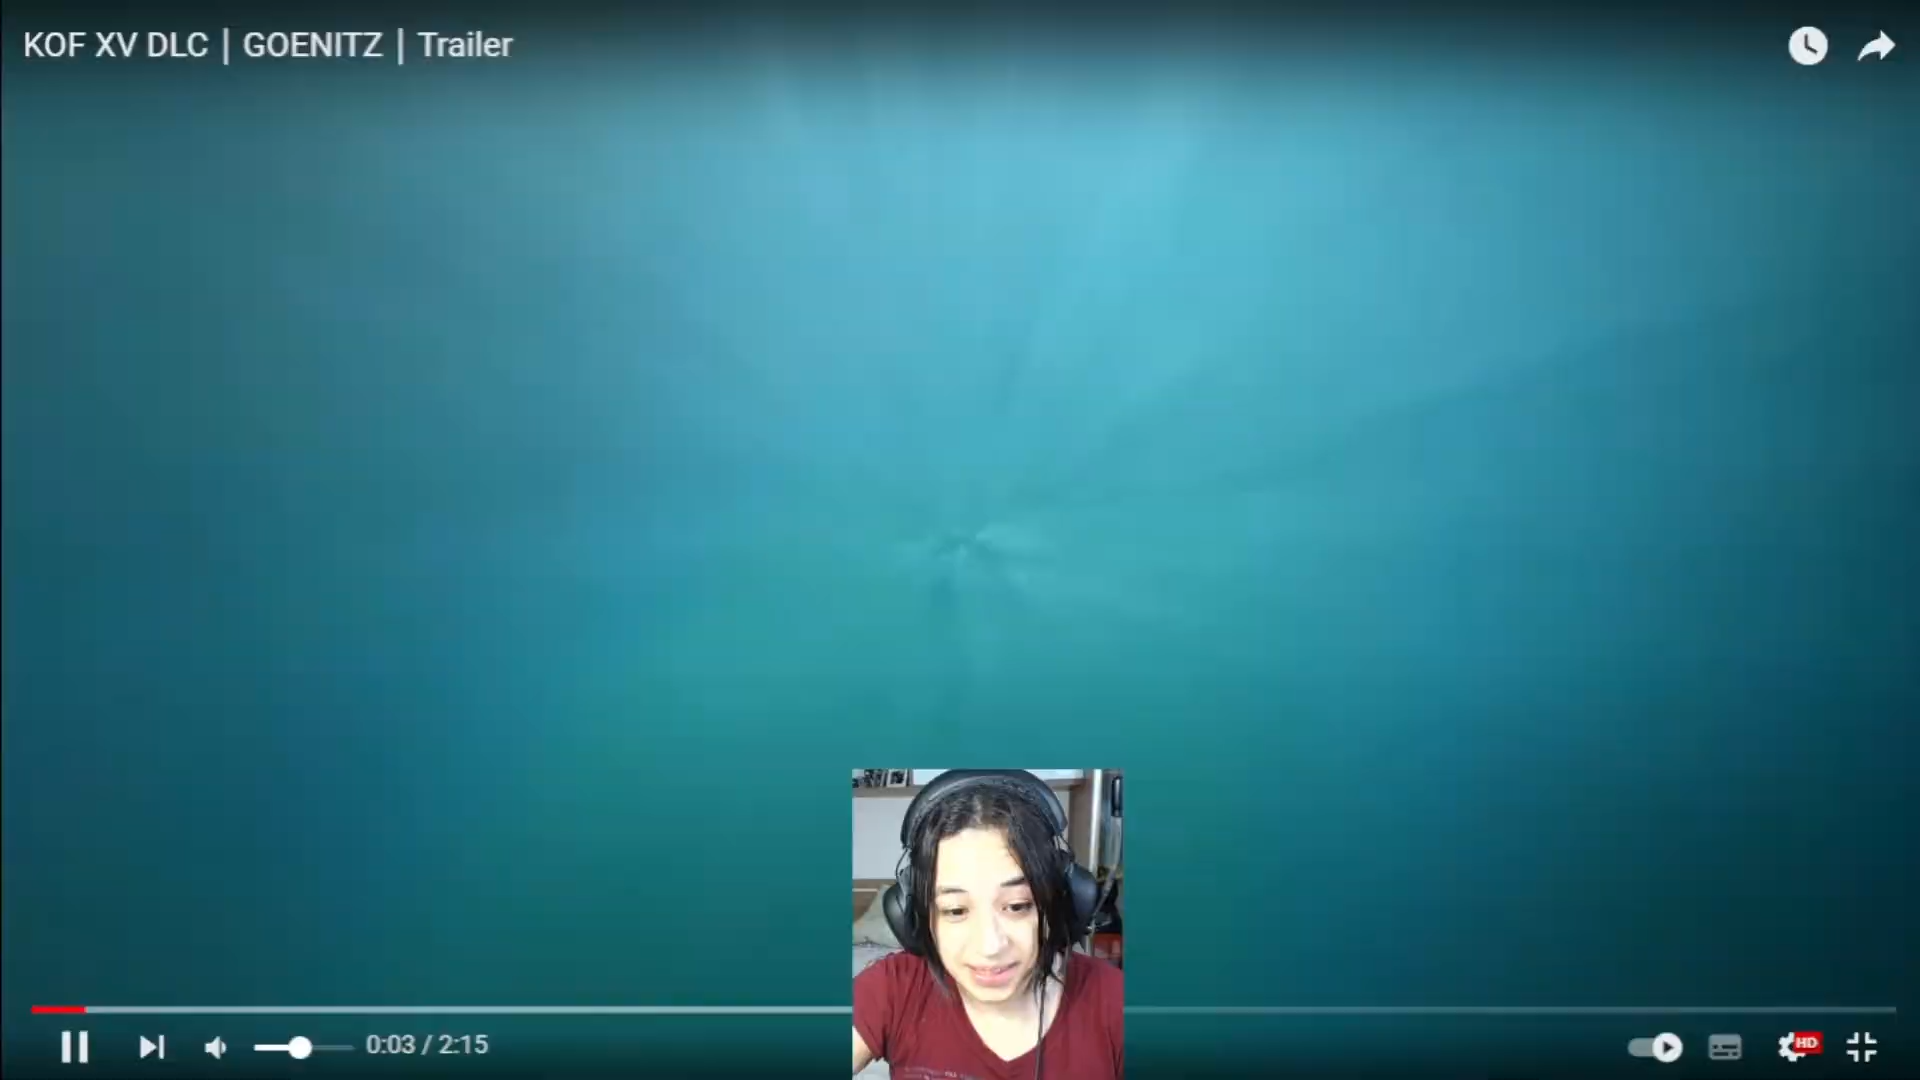 KOF XV DLC | GOENITZ | Trailer
0:03 / 2:15
HD